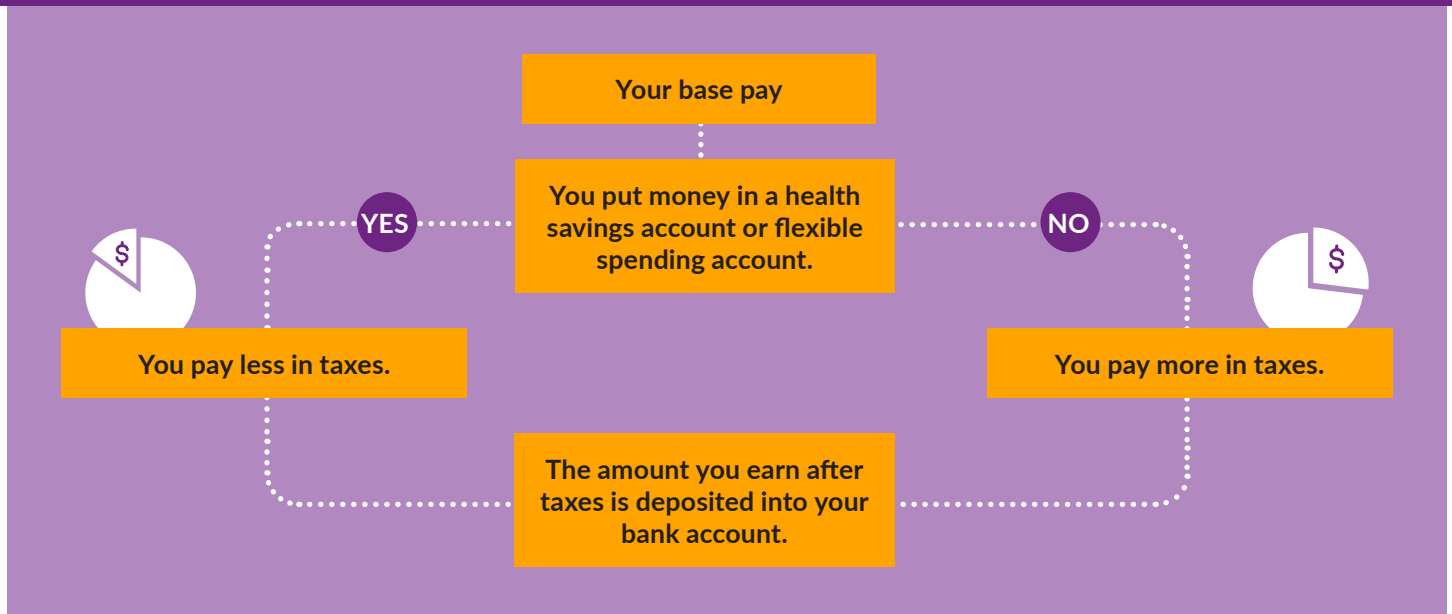 Your base pay
You put money in a health
savings account or flexible
spending account.
YES
NO
$
$
You pay less in taxes.
You pay more in taxes.
The amount you earn after
taxes is deposited into your
bank account.